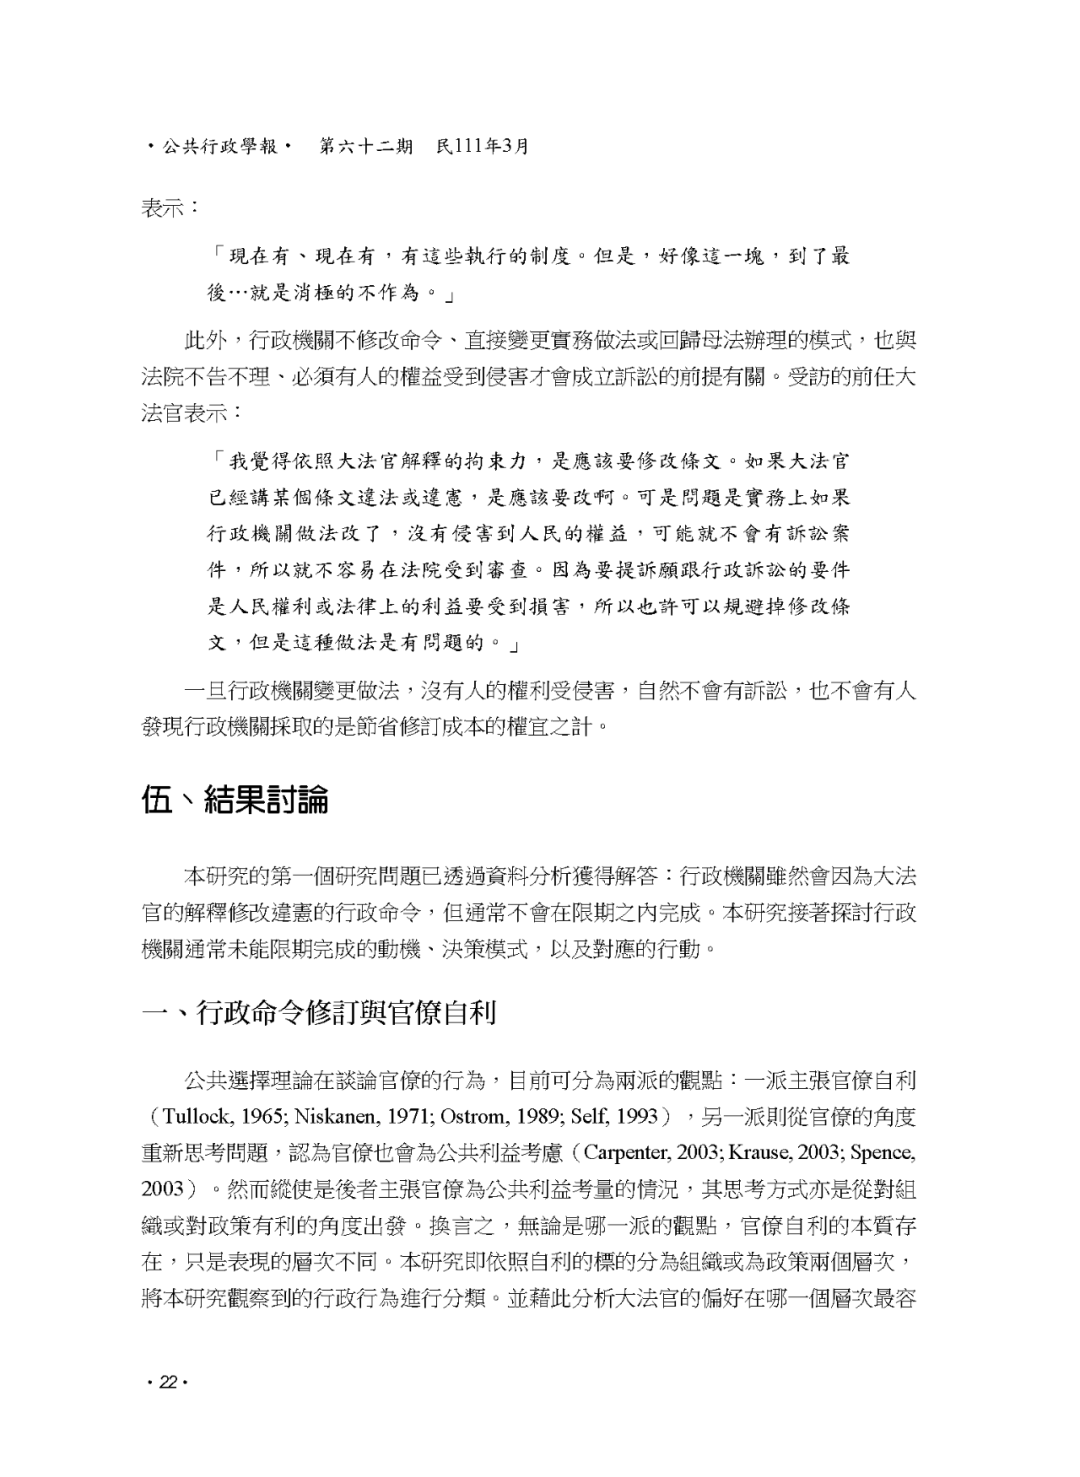 •公共行政學報•　第六十二期　民111年3月
表示：
「現在有、現在有，有這些執行的制度。但是，好像這一塊，到了最
後…就是消極的不作為。」
此外，行政機關不修改命令、直接變更實務做法或回歸母法辦理的模式，也與
法院不告不理、必須有人的權益受到侵害才會成立訴訟的前提有關。受訪的前任大
法官表示：
「我覺得依照大法官解釋的拘束力，是應該要修改條文。如果大法官
已經講某個條文違法或違憲，是應該要改啊。可是問題是實務上如果
行政機關做法改了，沒有侵害到人民的權益，可能就不會有訴訟案
件，所以就不容易在法院受到審查。因為要提訴願跟行政訴訟的要件
是人民權利或法律上的利益要受到損害，所以也許可以規避掉修改條
文，但是這種做法是有問題的。」
一旦行政機關變更做法，沒有人的權利受侵害，自然不會有訴訟，也不會有人
發現行政機關採取的是節省修訂成本的權宜之計。
伍、結果討論
本研究的第一個研究問題已透過資料分析獲得解答：行政機關雖然會因為大法
官的解釋修改違憲的行政命令，但通常不會在限期之內完成。本研究接著探討行政
機關通常未能限期完成的動機、決策模式，以及對應的行動。
一、行政命令修訂與官僚自利
公共選擇理論在談論官僚的行為，目前可分為兩派的觀點：一派主張官僚自利
（Tullock, 1965; Niskanen, 1971; Ostrom, 1989; Self, 1993），另一派則從官僚的角度
重新思考問題，認為官僚也會為公共利益考慮（Carpenter, 2003; Krause, 2003; Spence,
2003）。然而縱使是後者主張官僚為公共利益考量的情況，其思考方式亦是從對組
織或對政策有利的角度出發。換言之，無論是哪一派的觀點，官僚自利的本質存
在，只是表現的層次不同。本研究即依照自利的標的分為組織或為政策兩個層次，
將本研究觀察到的行政行為進行分類。並藉此分析大法官的偏好在哪一個層次最容
•22•